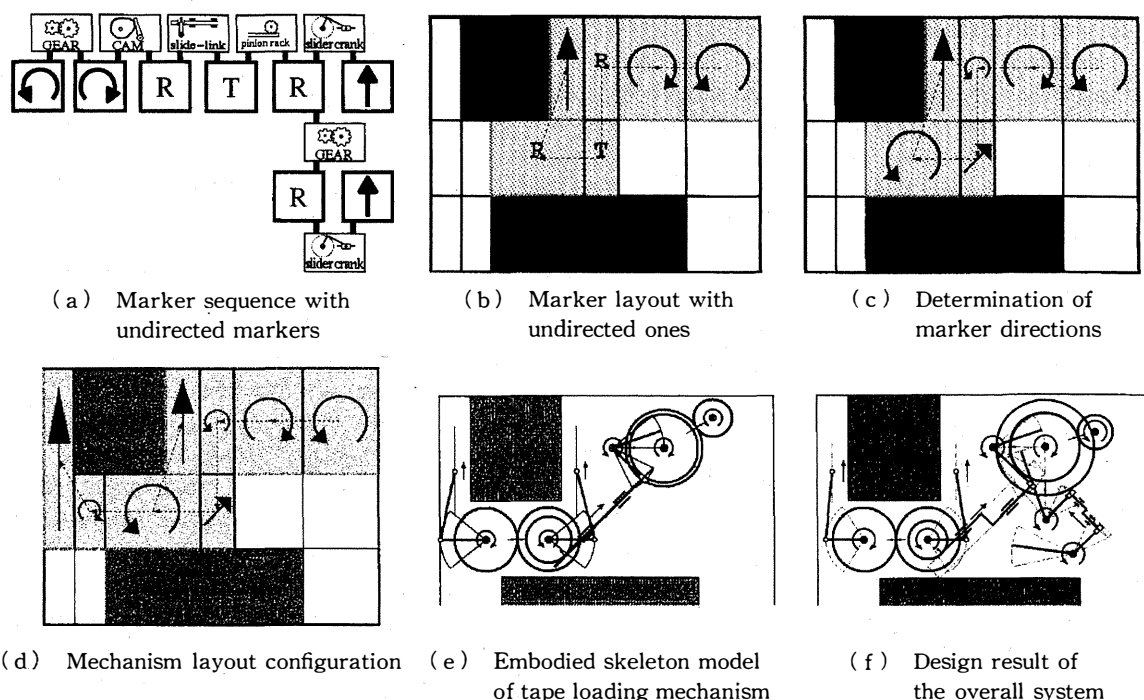 GEAR CAM slide-link pinion rack slider crank
R T R
GEAR
R
slider crank
R
R T
(a) Marker sequence with
undirected markers
(b) Marker layout with
undirected ones
(c) Determination of
marker directions
(d) Mechanism layout configuration
(e) Embodied skeleton model
of tape loading mechanism
(f) Design result of
the overall system